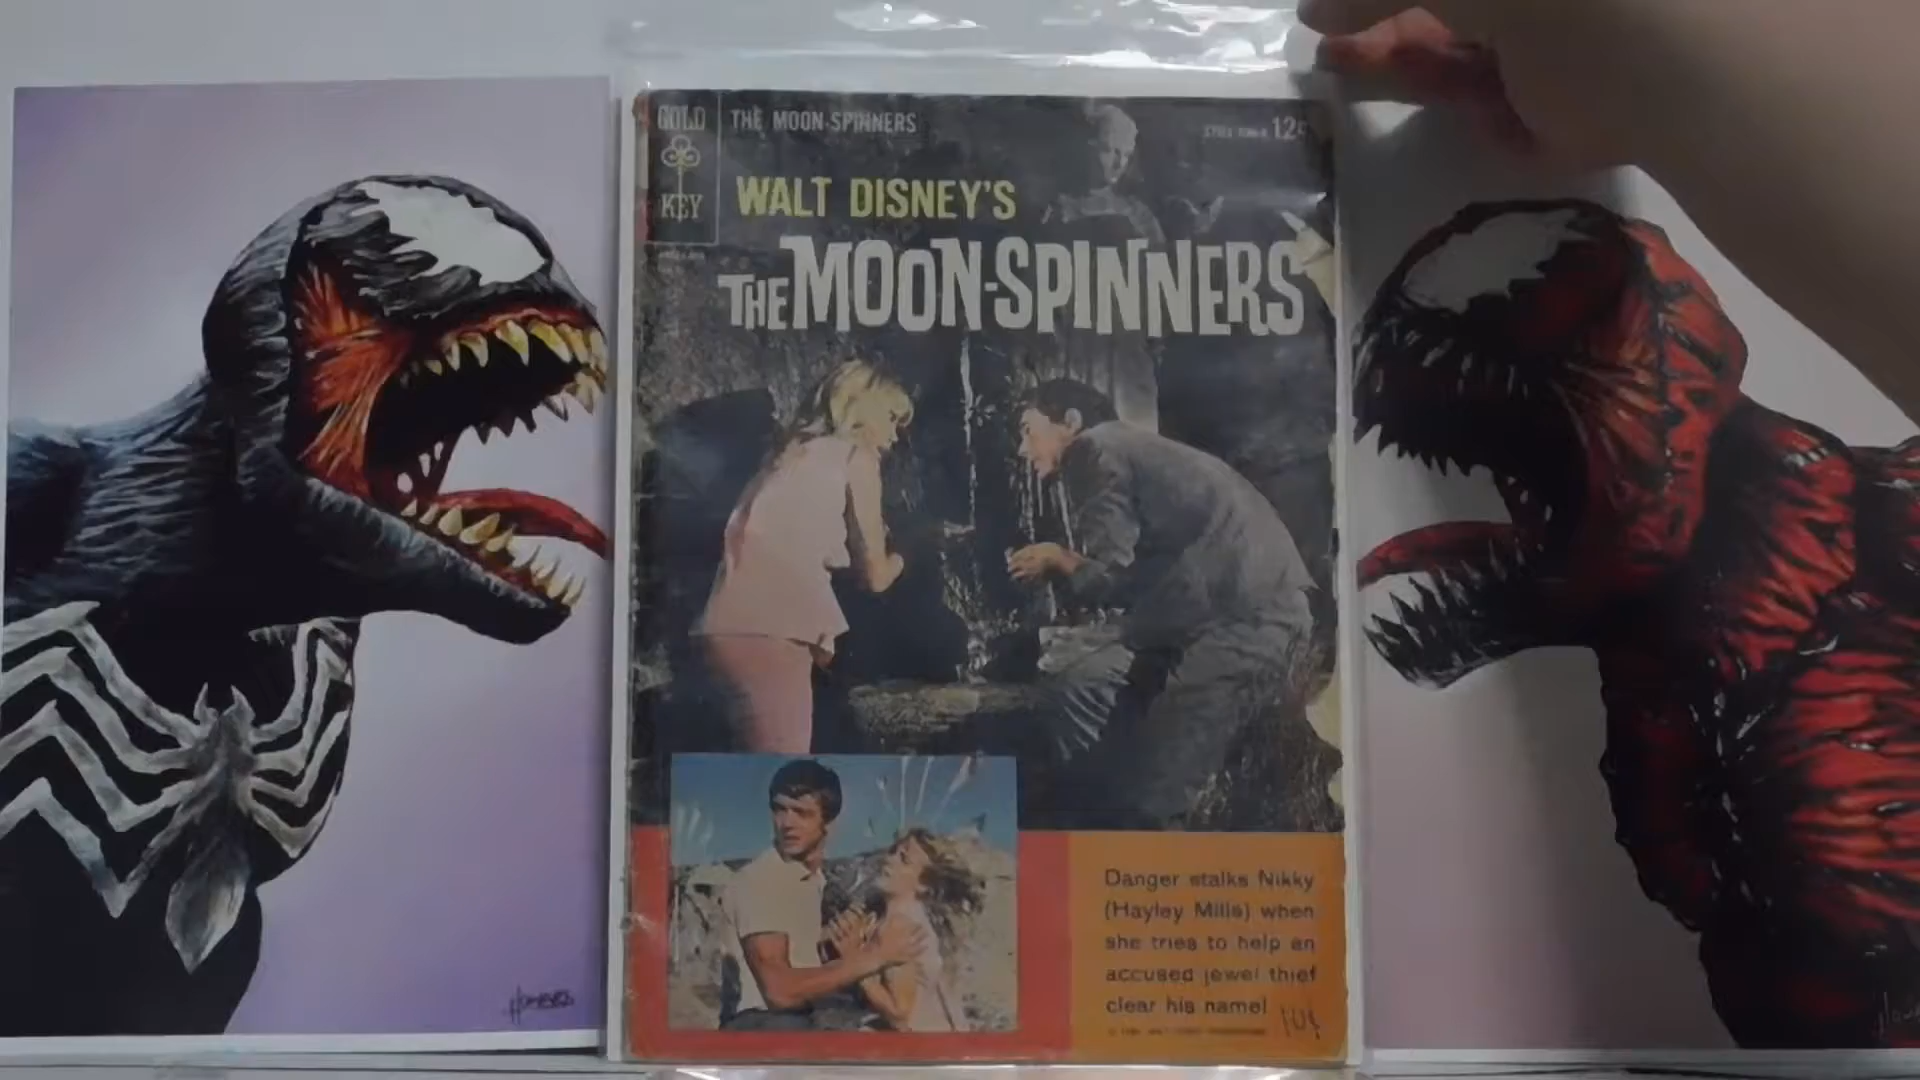 GOLD
KEY
THE MOON-SPINNERS
12¢
WALT DISNEY'S
THE MOON-SPINNERS
Danger stalks Nikky
(Hayley Mills) when
she tries to help an
accused jewel thief
clear his name!
10¢